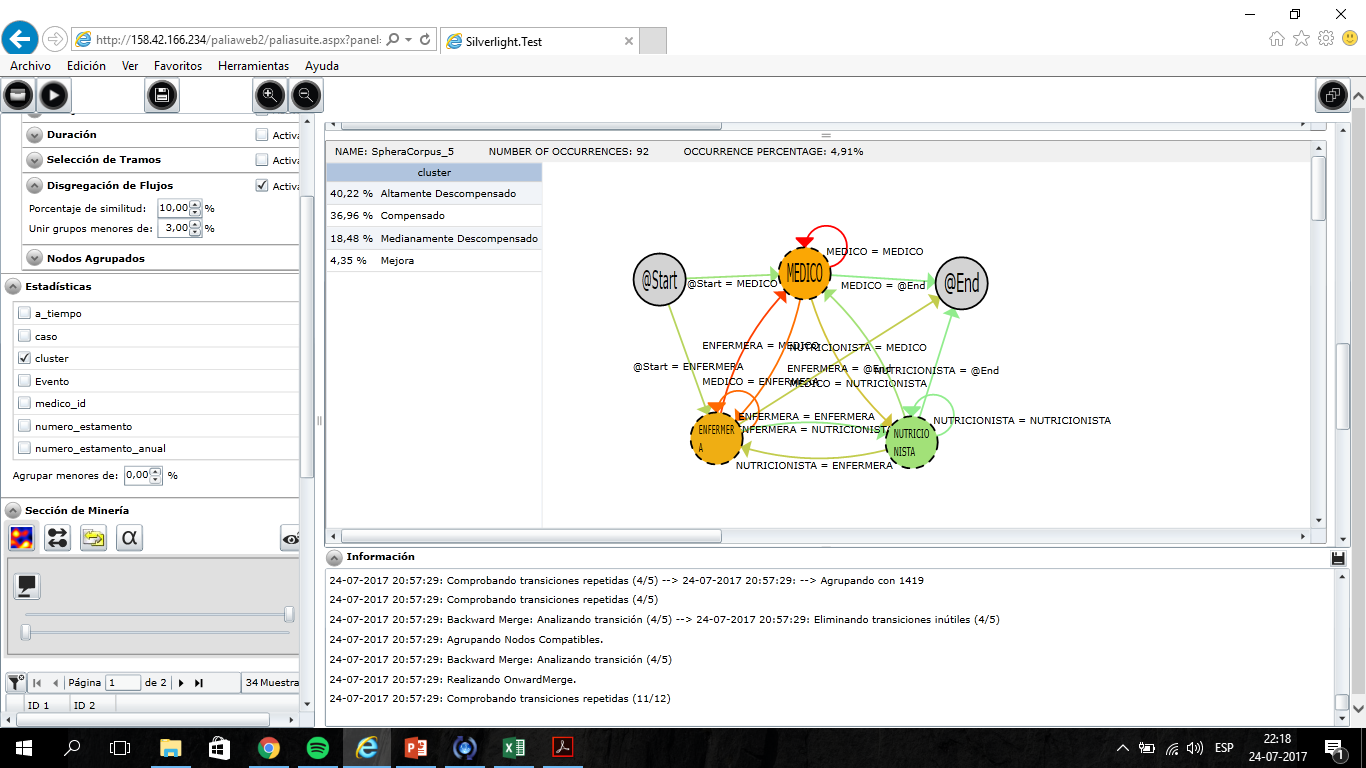 http://158.42.166.234/paliaweb2/paliasuite.aspx?panel:
Silverlight.Test
Archivo Edición Ver Favoritos Herramientas Ayuda
Duración Activa
Selección de Tramos Activa
Disgregación de Flujos Activa
Porcentaje de similitud: 10,00 %
Unir grupos menores de: 3,00 %
Nodos Agrupados
Estadísticas
a_tiempo
caso
cluster
Evento
medico_id
numero_estamento
numero_estamento_anual
Agrupar menores de: 0,00 %
Sección de Minería
α
Página 1 de 2 34 Muestra
ID 1 ID 2
NAME: SpheraCorpus_5 NUMBER OF OCCURRENCES: 92 OCCURRENCE PERCENTAGE: 4,91%
cluster
40,22 % Altamente Descompensado
36,96 % Compensado
18,48 % Medianamente Descompensado
4,35 % Mejora
MEDICO = MEDICO
@Start
MEDICO
@End
@Start = MEDICO
MEDICO = @End
ENFERMERA = MEDICO
NUTRICIONISTA = MEDICO
@Start = ENFERMERA
ENFERMERA = @End
NUTRICIONISTA = @End
MEDICO = ENFERMERA
MEDICO = NUTRICIONISTA
ENFERMERA = ENFERMERA
NUTRICIONISTA = NUTRICIONISTA
ENFERMERA = NUTRICIONISTA
ENFERMER
A
NUTRICIO
NISTA
NUTRICIONISTA = ENFERMERA
Información
24-07-2017 20:57:29: Comprobando transiciones repetidas (4/5) --> 24-07-2017 20:57:29: --> Agrupando con 1419
24-07-2017 20:57:29: Comprobando transiciones repetidas (4/5)
24-07-2017 20:57:29: Backward Merge: Analizando transición (4/5) --> 24-07-2017 20:57:29: Eliminando transiciones inútiles (4/5)
24-07-2017 20:57:29: Agrupando Nodos Compatibles.
24-07-2017 20:57:29: Backward Merge: Analizando transición (4/5)
24-07-2017 20:57:29: Realizando OnwardMerge.
24-07-2017 20:57:29: Comprobando transiciones repetidas (11/12)
ESP
22:18
24-07-2017
1